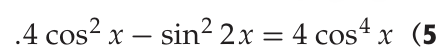 .4 cos² x − sin² 2x = 4 cos⁴ x (5